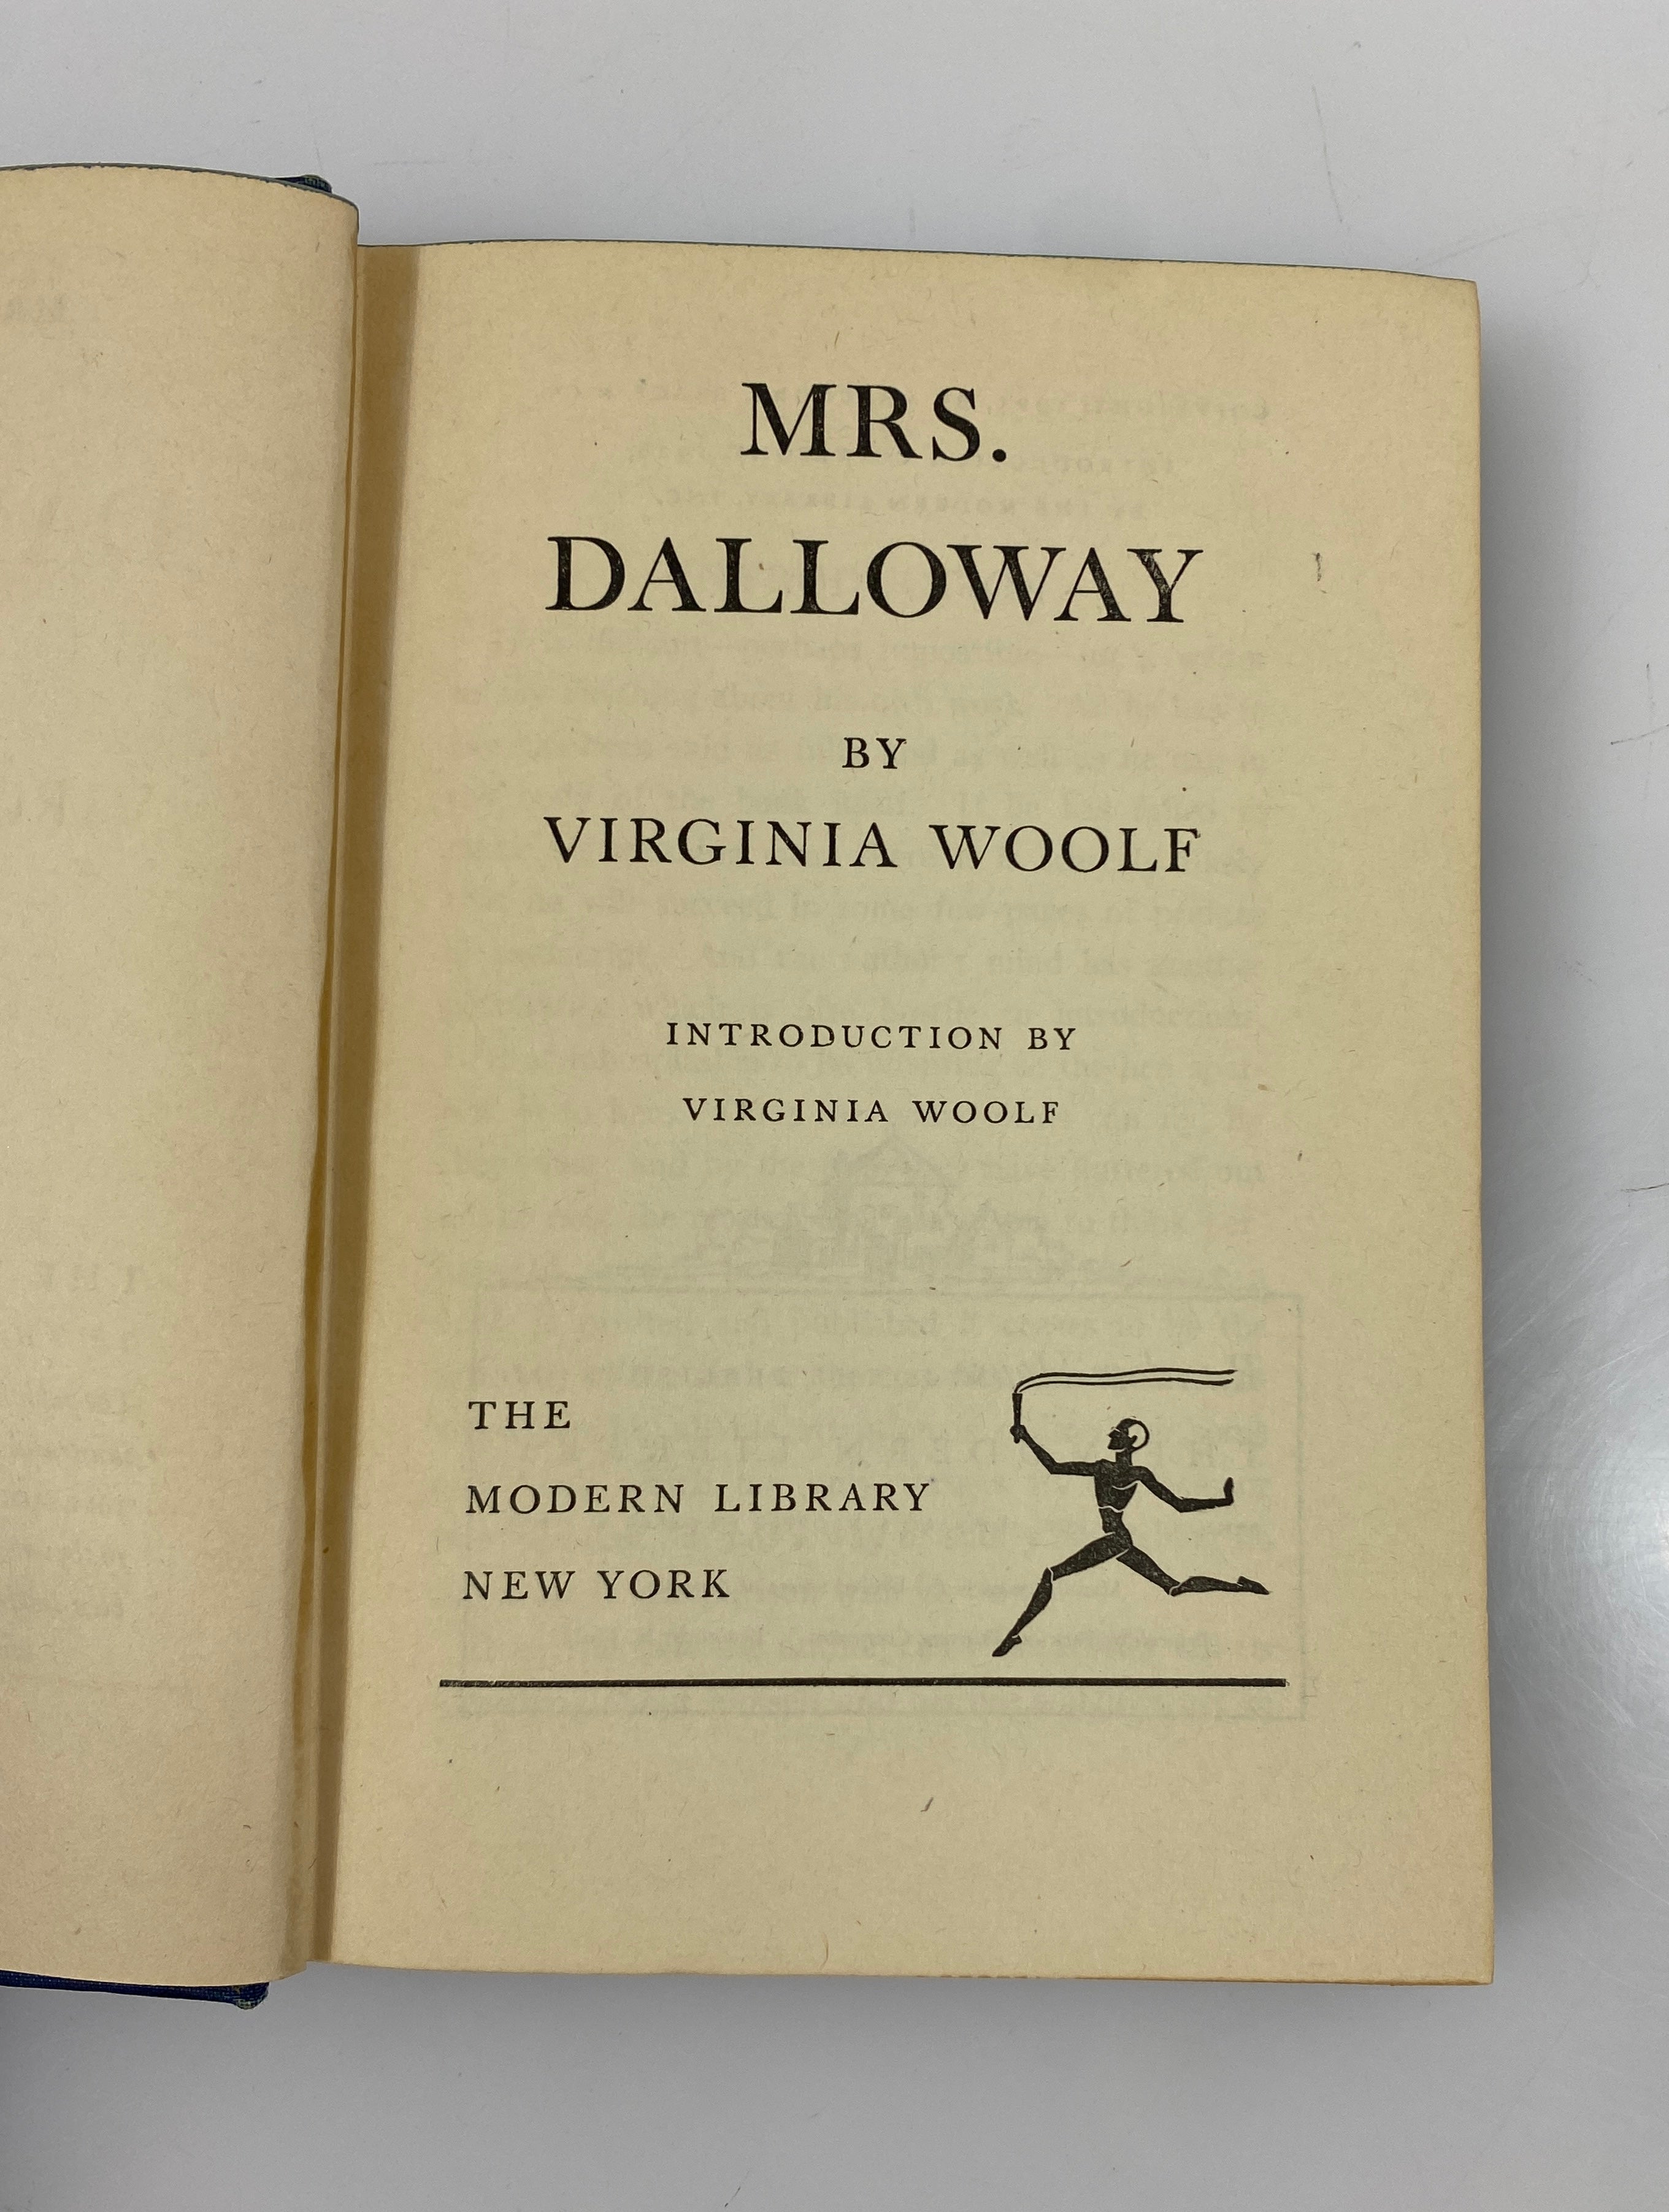 MRS.
DALLOWAY
BY
VIRGINIA WOOLF
INTRODUCTION BY
VIRGINIA WOOLF
THE
MODERN LIBRARY
NEW YORK